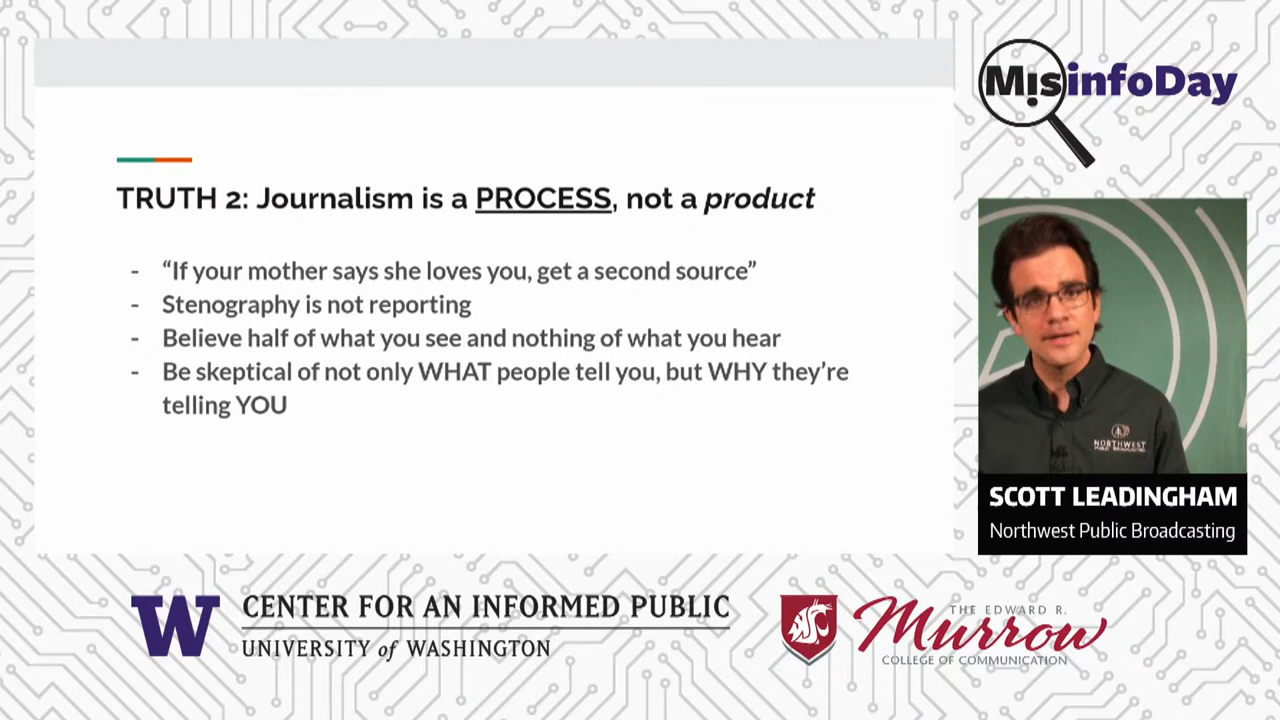 MisinfoDay
TRUTH 2: Journalism is a PROCESS, not a product
- “If your mother says she loves you, get a second source”
- Stenography is not reporting
- Believe half of what you see and nothing of what you hear
- Be skeptical of not only WHAT people tell you, but WHY they’re
telling YOU
NORTHWEST
PUBLIC BROADCASTING
SCOTT LEADINGHAM
Northwest Public Broadcasting
W
CENTER FOR AN INFORMED PUBLIC
UNIVERSITY of WASHINGTON
THE EDWARD R.
Murrow
COLLEGE OF COMMUNICATION